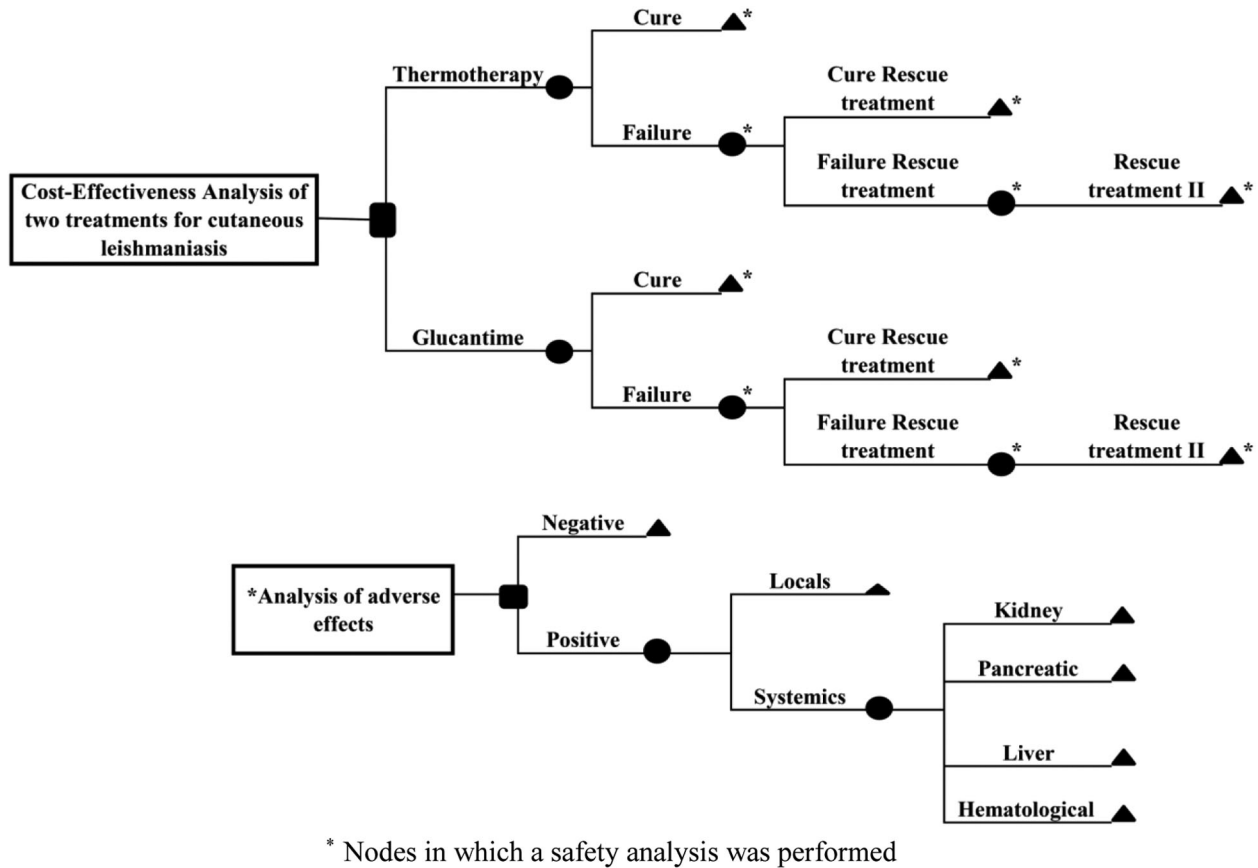 Cure *
Thermotherapy
Cure Rescue
treatment *
Failure *
Failure Rescue
treatment *
Rescue
treatment II *
Cost-Effectiveness Analysis of
two treatments for cutaneous
leishmaniasis
Cure *
Glucantime
Cure Rescue
treatment *
Failure *
Failure Rescue
treatment *
Rescue
treatment II *
Negative
*Analysis of adverse
effects
Positive
Locals
Systemics
Kidney
Pancreatic
Liver
Hematological
* Nodes in which a safety analysis was performed